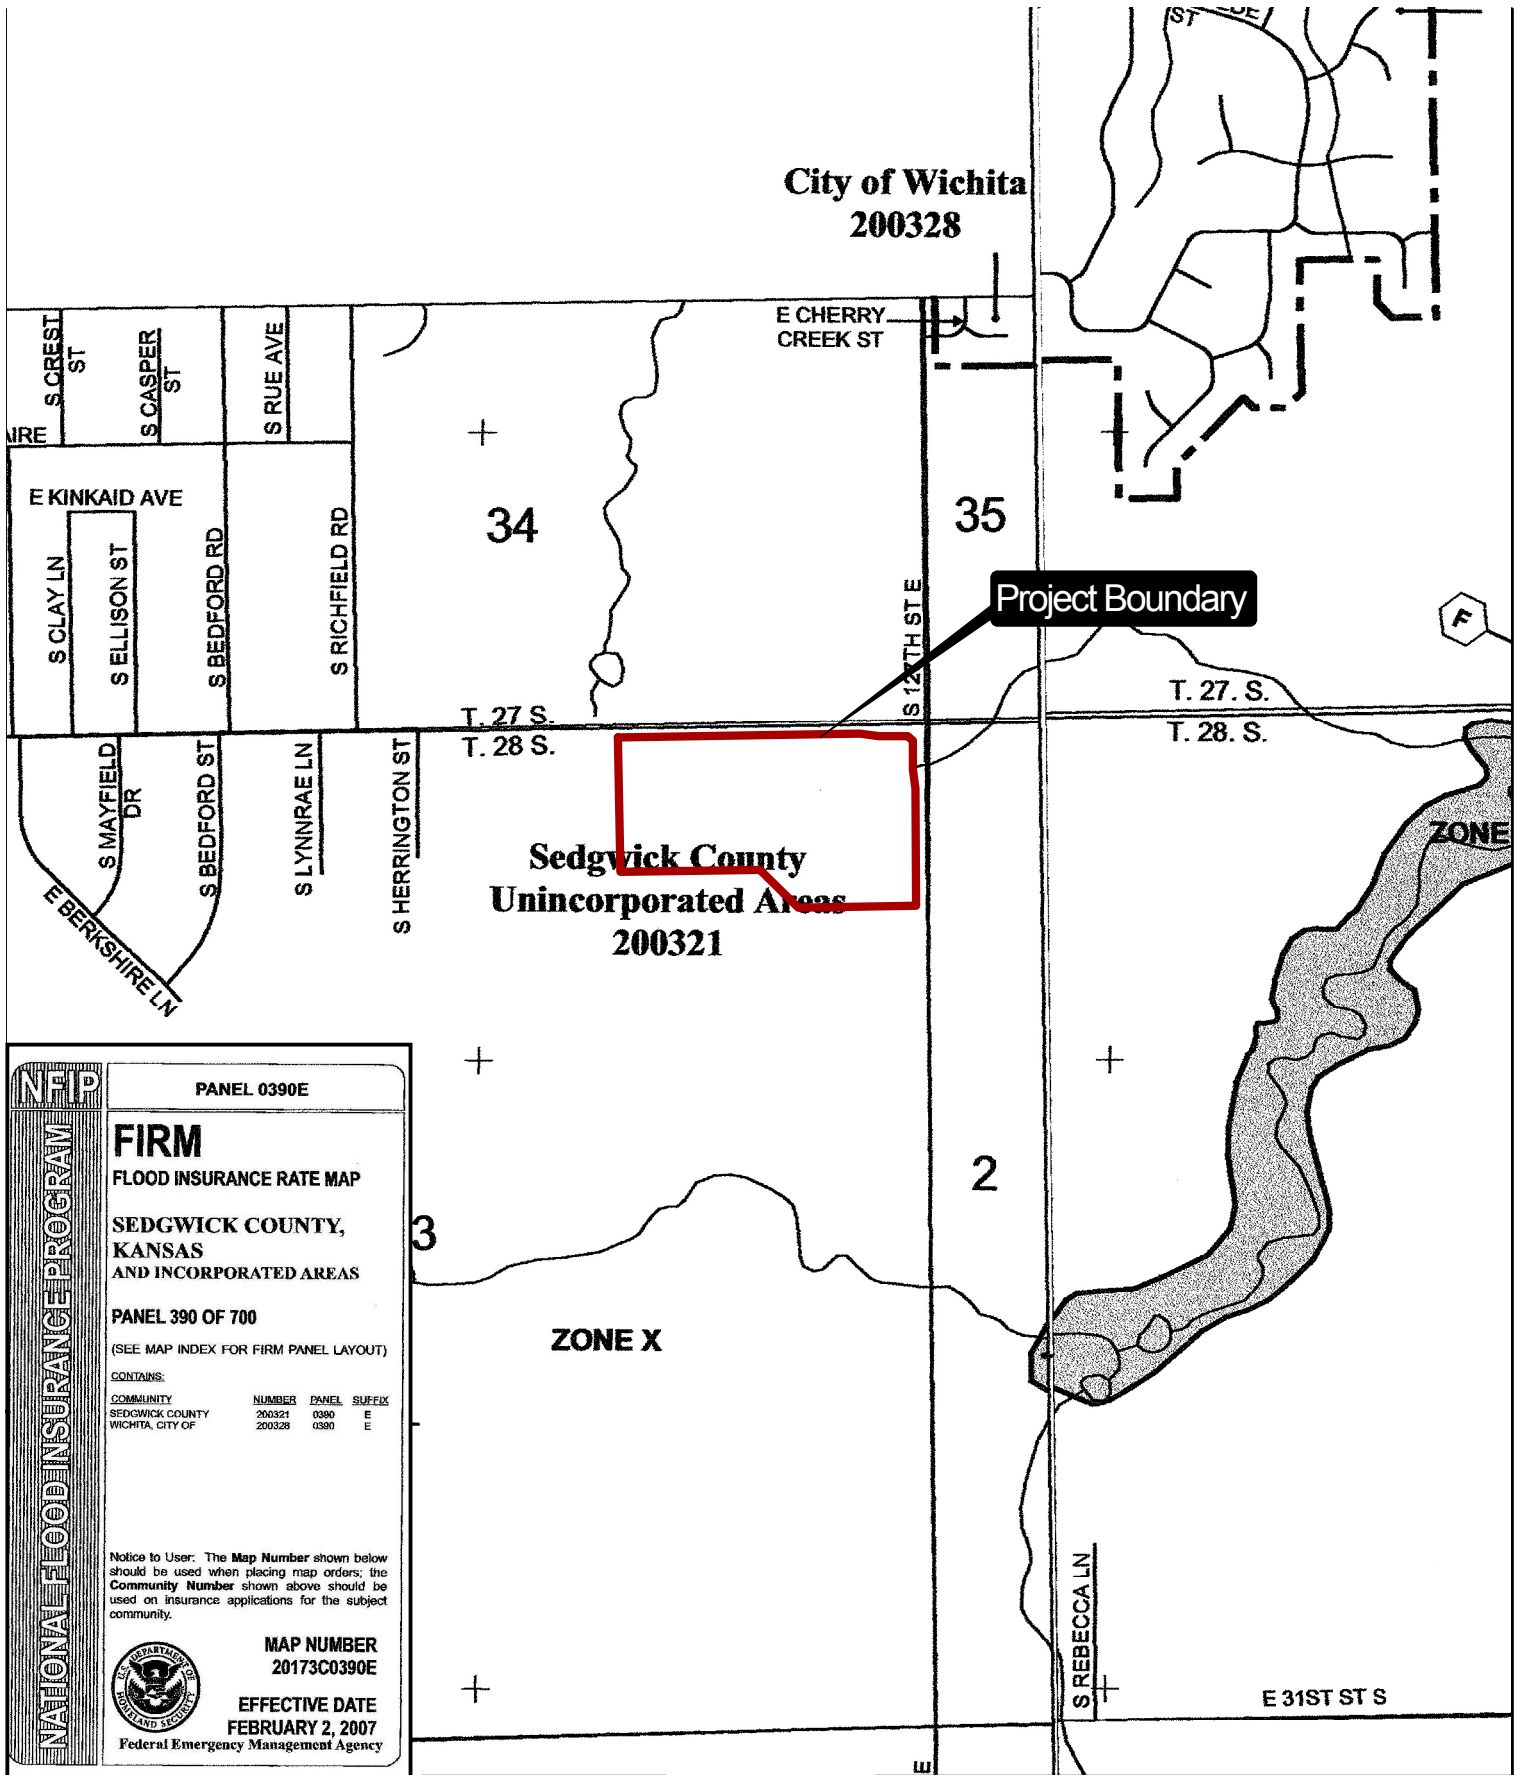 ST
City of Wichita
200328
E CHERRY
CREEK ST
S CREST
ST
S CASPER
ST
S RUE AVE
E KINKAID AVE
34
35
S CLAY LN
S ELLISON ST
S BEDFORD RD
S RICHFIELD RD
S 127TH ST E
Project Boundary
F
T. 27 S.
T. 28 S.
T. 27. S.
T. 28. S.
S MAYFIELD
DR
S BEDFORD ST
S LYNNRAE LN
S HERRINGTON ST
E BERKSHIRE LN
ZONE
Sedgwick County
Unincorporated Areas
200321
2
3
ZONE X
S REBECCA LN
E 31ST ST S
E
NFIP
NATIONAL FLOOD INSURANCE PROGRAM
PANEL 0390E
FIRM
FLOOD INSURANCE RATE MAP
SEDGWICK COUNTY,
KANSAS
AND INCORPORATED AREAS
PANEL 390 OF 700
(SEE MAP INDEX FOR FIRM PANEL LAYOUT)
CONTAINS:
COMMUNITY NUMBER PANEL SUFFIX
SEDGWICK COUNTY 200321 0390 E
WICHITA, CITY OF 200328 0390 E
Notice to User: The Map Number shown below
should be used when placing map orders; the
Community Number shown above should be
used on insurance applications for the subject
community.
U.S. DEPARTMENT OF
HOMELAND SECURITY
MAP NUMBER
20173C0390E
EFFECTIVE DATE
FEBRUARY 2, 2007
Federal Emergency Management Agency